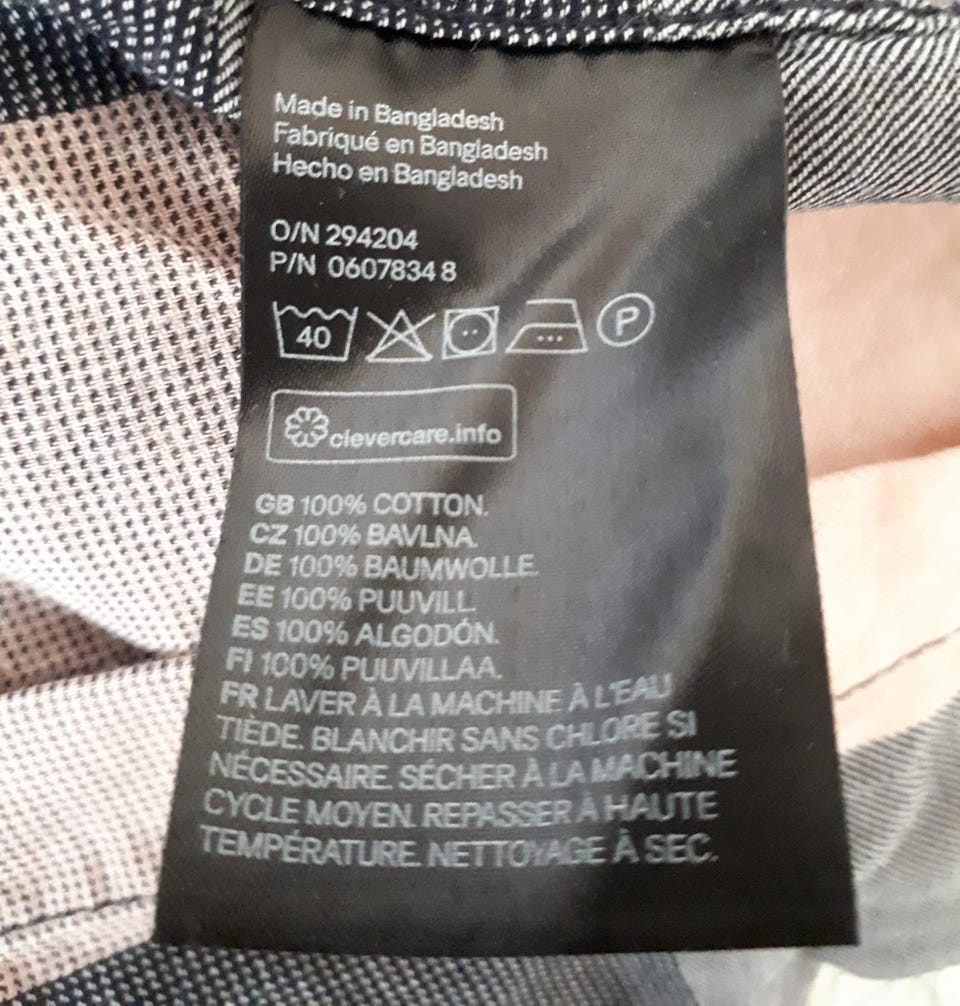 Made in Bangladesh
Fabriqué en Bangladesh
Hecho en Bangladesh
O/N 294204
P/N 0607834 8
40 P
clevercare.info
GB 100% COTTON.
CZ 100% BAVLNA.
DE 100% BAUMWOLLE.
EE 100% PUUVILL.
ES 100% ALGODÓN.
FI 100% PUUVILLAA.
FR LAVER À LA MACHINE À L'EAU
TIÈDE. BLANCHIR SANS CHLORE SI
NÉCESSAIRE. SÉCHER À LA MACHINE
CYCLE MOYEN. REPASSER À HAUTE
TEMPÉRATURE. NETTOYAGE À SEC.